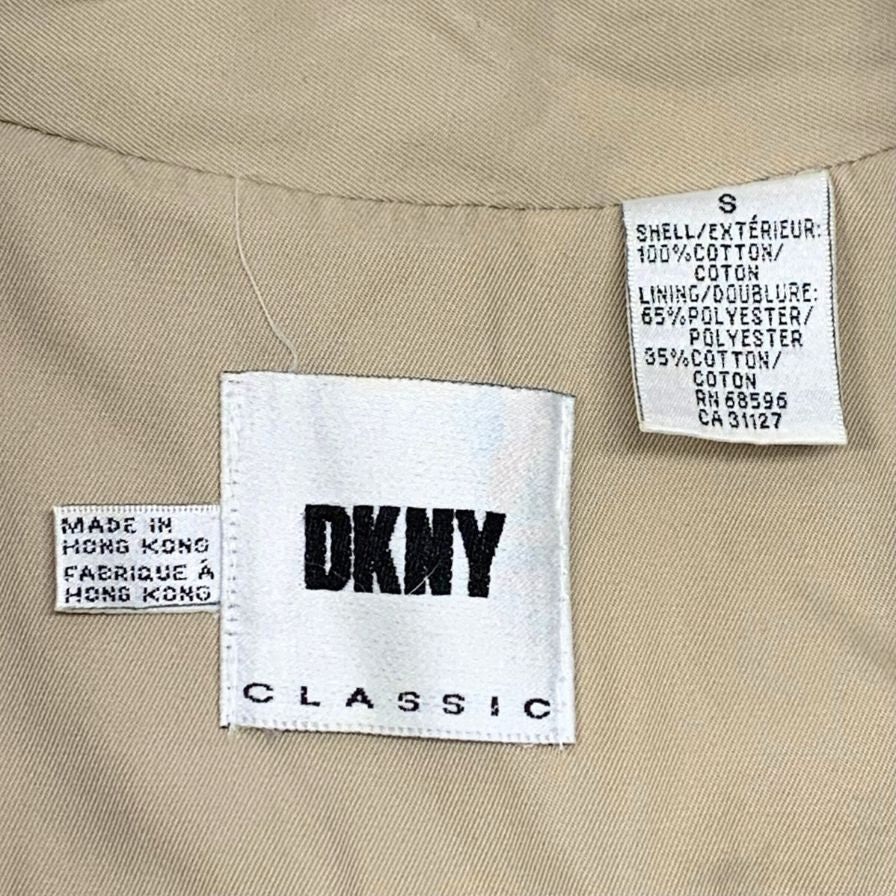 S
SHELL/EXTÉRIEUR:
100%COTTON/
COTON
LINING/DOUBLURE:
65%POLYESTER/
POLYESTER
35%COTTON/
COTON
RN 68596
CA 31127
DKNY
CLASSIC
MADE IN
HONG KONG
FABRIQUE À
HONG KONG